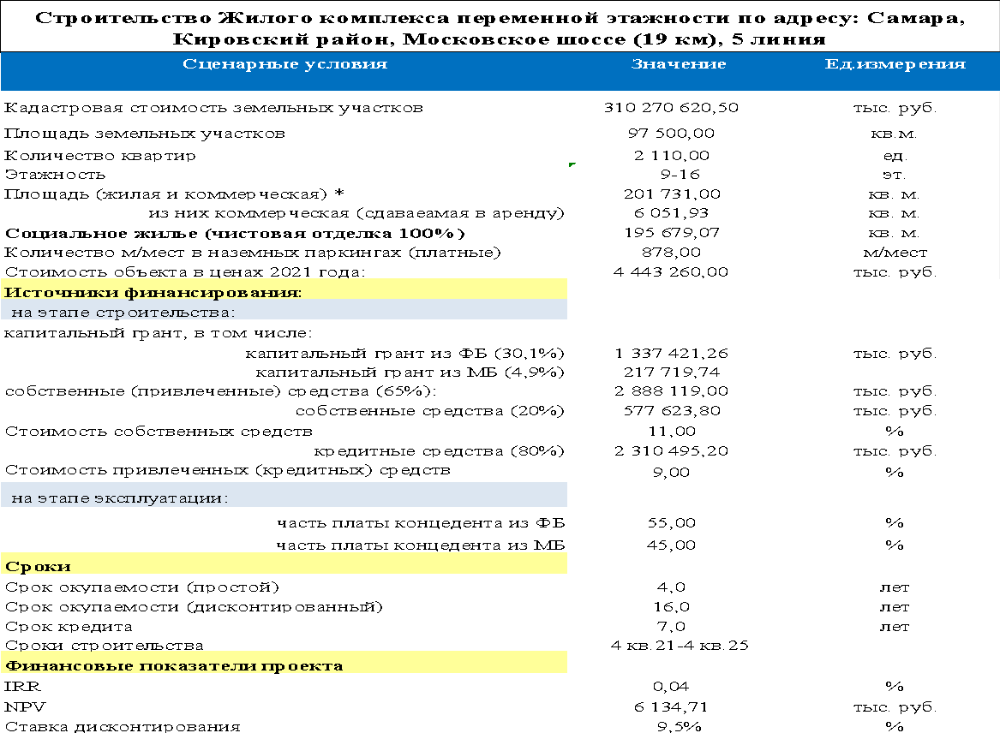 Строительство Жилого комплекса переменной этажности по адресу: Самара,
Кировский район, Московское шоссе (19 км), 5 линия
Сценарные условия Значение Ед.измерения
Кадастровая стоимость земельных участков 310 270 620,50 тыс. руб.
Площадь земельных участков 97 500,00 кв.м.
Количество квартир 2 110,00 ед.
Этажность 9-16 эт.
Площадь (жилая и коммерческая) * 201 731,00 кв. м.
из них коммерческая (сдаваеамая в аренду) 6 051,93 кв. м.
Социальное жилье (чистовая отделка 100%) 195 679,07 кв. м.
Количество м/мест в наземных паркингах (платные) 878,00 м/мест
Стоимость объекта в ценах 2021 года: 4 443 260,00 тыс. руб.
Источники финансирования:
на этапе строительства:
капитальный грант, в том числе:
капитальный грант из ФБ (30,1%) 1 337 421,26 тыс. руб.
капитальный грант из МБ (4,9%) 217 719,74
собственные (привлеченные) средства (65%): 2 888 119,00 тыс. руб.
собственные средства (20%) 577 623,80 тыс. руб.
Стоимость собственных средств 11,00 %
кредитные средства (80%) 2 310 495,20 тыс. руб.
Стоимость привлеченных (кредитных) средств 9,00 %
на этапе эксплуатации:
часть платы концедента из ФБ 55,00 %
часть платы концедента из МБ 45,00 %
Сроки
Срок окупаемости (простой) 4,0 лет
Срок окупаемости (дисконтированный) 16,0 лет
Срок кредита 7,0 лет
Сроки строительства 4 кв.21-4 кв.25
Финансовые показатели проекта
IRR 0,04 %
NPV 6 134,71 тыс. руб.
Ставка дисконтирования 9,5% %